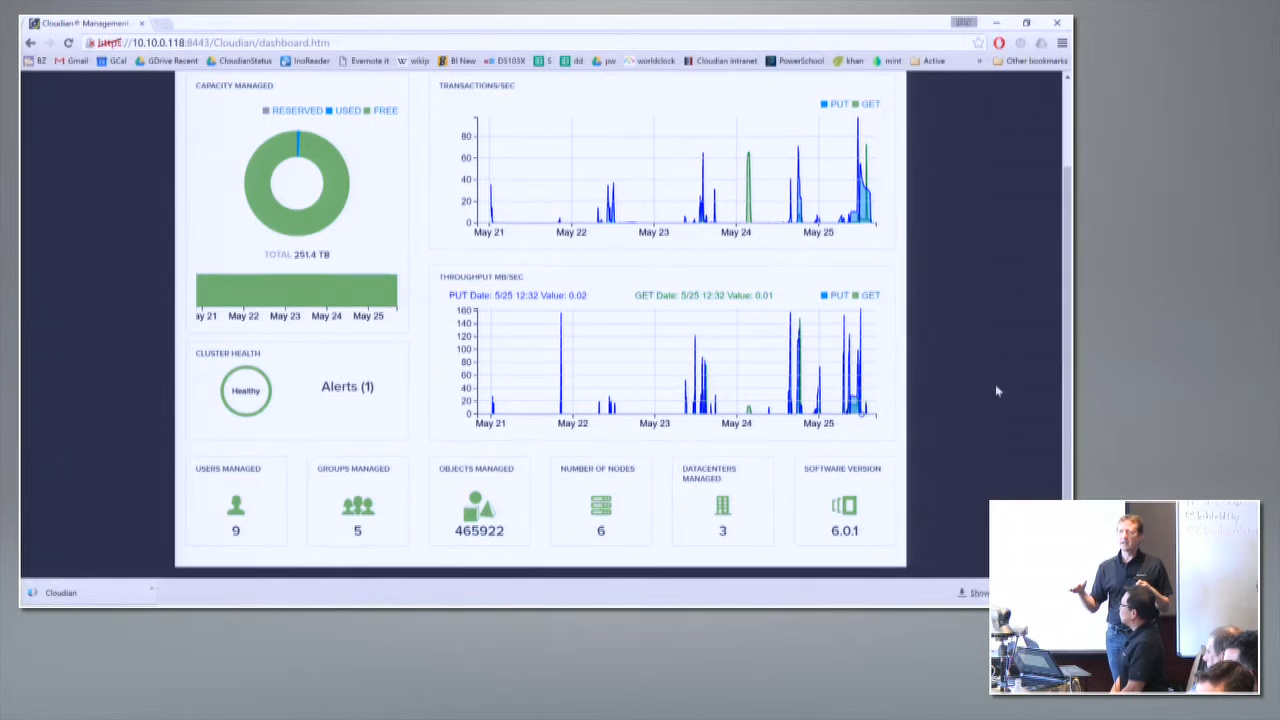 Cloudian® Management
https://10.10.0.118:8443/Cloudian/dashboard.htm
BZ Gmail GCal GDrive Recent CloudianStatus InoReader Evernote it wikip BI New DS103X S dd pw worldclock Cloudian intranet PowerSchool khan mint Active » Other bookmarks
CAPACITY MANAGED
RESERVED USED FREE
TOTAL 251.4 TB
ay 21 May 22 May 23 May 24 May 25
TRANSACTIONS/SEC
PUT GET
80
60
40
20
0
May 21 May 22 May 23 May 24 May 25
THROUGHPUT MB/SEC
PUT Date: 5/25 12:32 Value: 0.02 GET Date: 5/25 12:32 Value: 0.01 PUT GET
160
140
120
100
80
60
40
20
0
May 21 May 22 May 23 May 24 May 25
CLUSTER HEALTH
Healthy Alerts (1)
USERS MANAGED
9
GROUPS MANAGED
5
OBJECTS MANAGED
465922
NUMBER OF NODES
6
DATACENTERS
MANAGED
3
SOFTWARE VERSION
6.0.1
Cloudian
Show